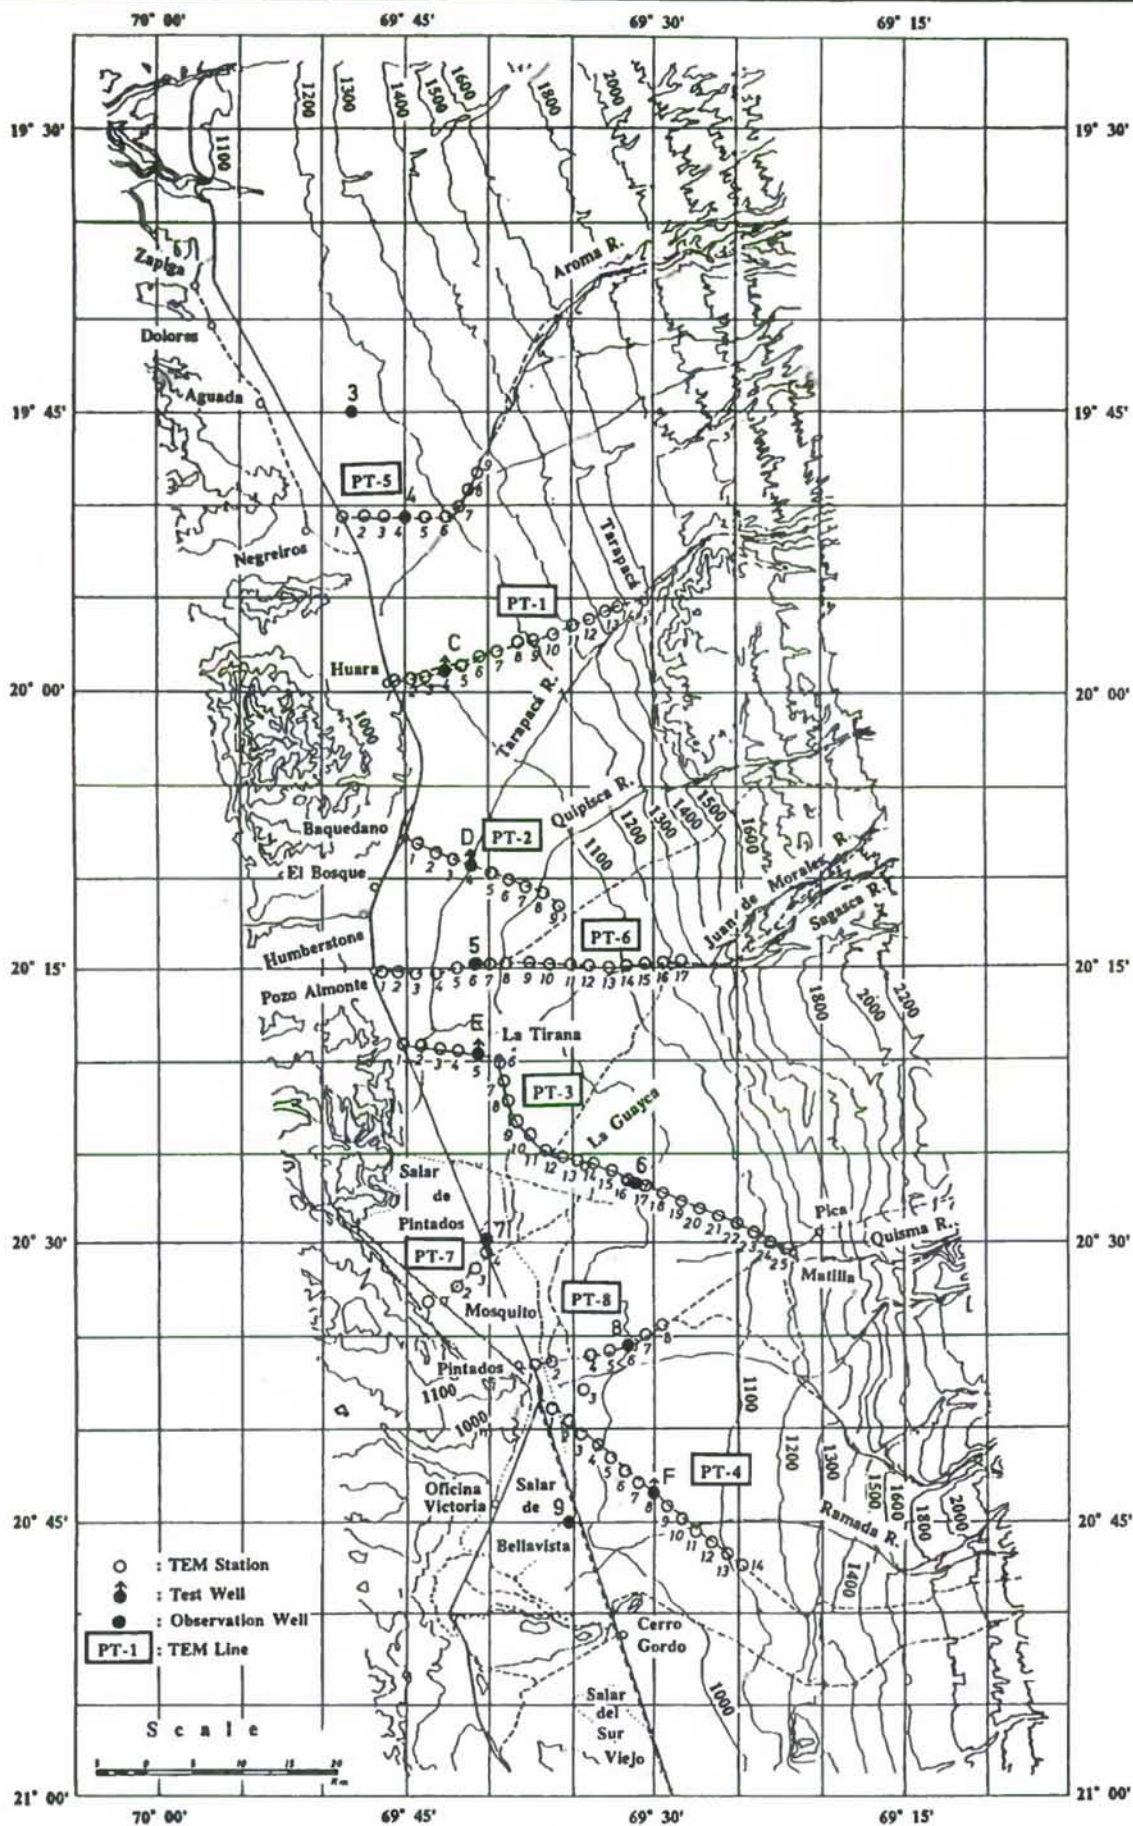 70° 00'
69° 45'
69° 30'
69° 15'
1200
1300
1400
1500
1600
1800
2000
19° 30'
19° 30'
1100
Aroma R.
Zapiga
Dolores
Aguada
3
19° 45'
19° 45'
PT-5
4
9
8
7
1 2 3 4 5 6
Negreiros
Tarapacá
PT-1
C
Huara
2 3 4 5 6 7 8 9 10 11 12 13
20° 00'
20° 00'
1000
Tarapacá R.
Quipisca R.
1500
1400
1300
1200
1100
1600
Baquedano
D
PT-2
El Bosque
1 2 3 4 5 6 7 8 9
Juan de Morales R.
Sagasca R.
Humberstone
5
PT-6
20° 15'
20° 15'
Pozo Almonte
1 2 3 4 5 6 7 8 9 10 11 12 13 14 15 16 17
1800
2000
2200
E
La Tirana
1 2 3 4 5 6
PT-3
7
8
9
10
11
12 13 14 15 16 17 18 19 20 21 22 23 24 25
La Guayca
6
Salar
de
Pintados
Pica
Quisma R.
20° 30'
20° 30'
7
PT-7
4
3
2
Matilla
Mosquito
PT-8
8
Pintados
2
3
4 5 6 7 8
1100
1000
1100
1200
1300
1500
1600
1800
2000
3 4 5 6 7 8 9 10 11 12 13 14
F
PT-4
Oficina
Victoria
Salar
de
Bellavista
9
Ramada R.
20° 45'
20° 45'
1400
○ : TEM Station
: Test Well
● : Observation Well
PT-1 : TEM Line
Cerro
Gordo
1000
Salar
del
Sur
Viejo
Scale
5 0 5 10 15 20
Km
21° 00'
21° 00'
70° 00'
69° 45'
69° 30'
69° 15'